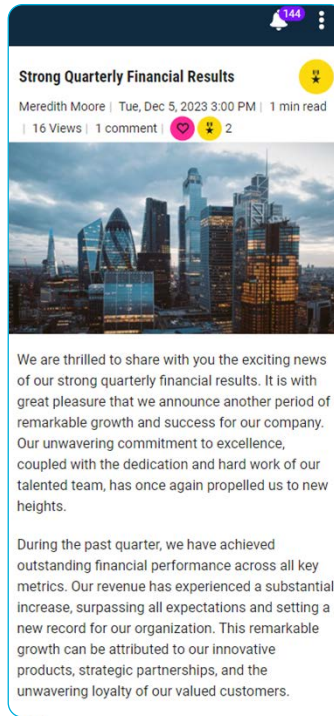 144
Strong Quarterly Financial Results
Meredith Moore | Tue, Dec 5, 2023 3:00 PM | 1 min read
| 16 Views | 1 comment | 2
We are thrilled to share with you the exciting news
of our strong quarterly financial results. It is with
great pleasure that we announce another period of
remarkable growth and success for our company.
Our unwavering commitment to excellence,
coupled with the dedication and hard work of our
talented team, has once again propelled us to new
heights.
During the past quarter, we have achieved
outstanding financial performance across all key
metrics. Our revenue has experienced a substantial
increase, surpassing all expectations and setting a
new record for our organization. This remarkable
growth can be attributed to our innovative
products, strategic partnerships, and the
unwavering loyalty of our valued customers.